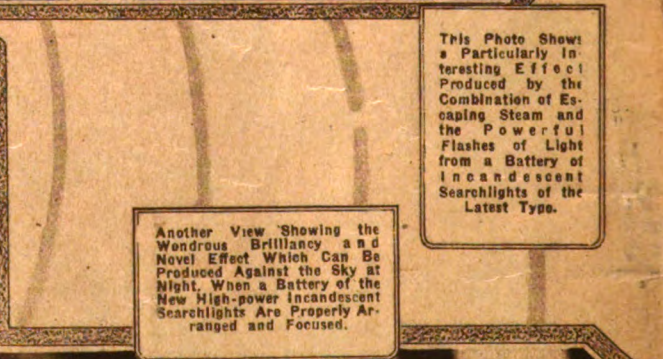 This Photo Shows
a Particularly In-
teresting Effect
Produced by the
Combination of Es-
caping Steam and
the Powerful
Flashes of Light
from a Battery of
Incandescent
Searchlights of the
Latest Type.
Another View Showing the
Wondrous Brilliancy and
Novel Effect Which Can Be
Produced Against the Sky at
Night, When a Battery of the
New High-power Incandescent
Searchlights Are Properly Ar-
ranged and Focused.